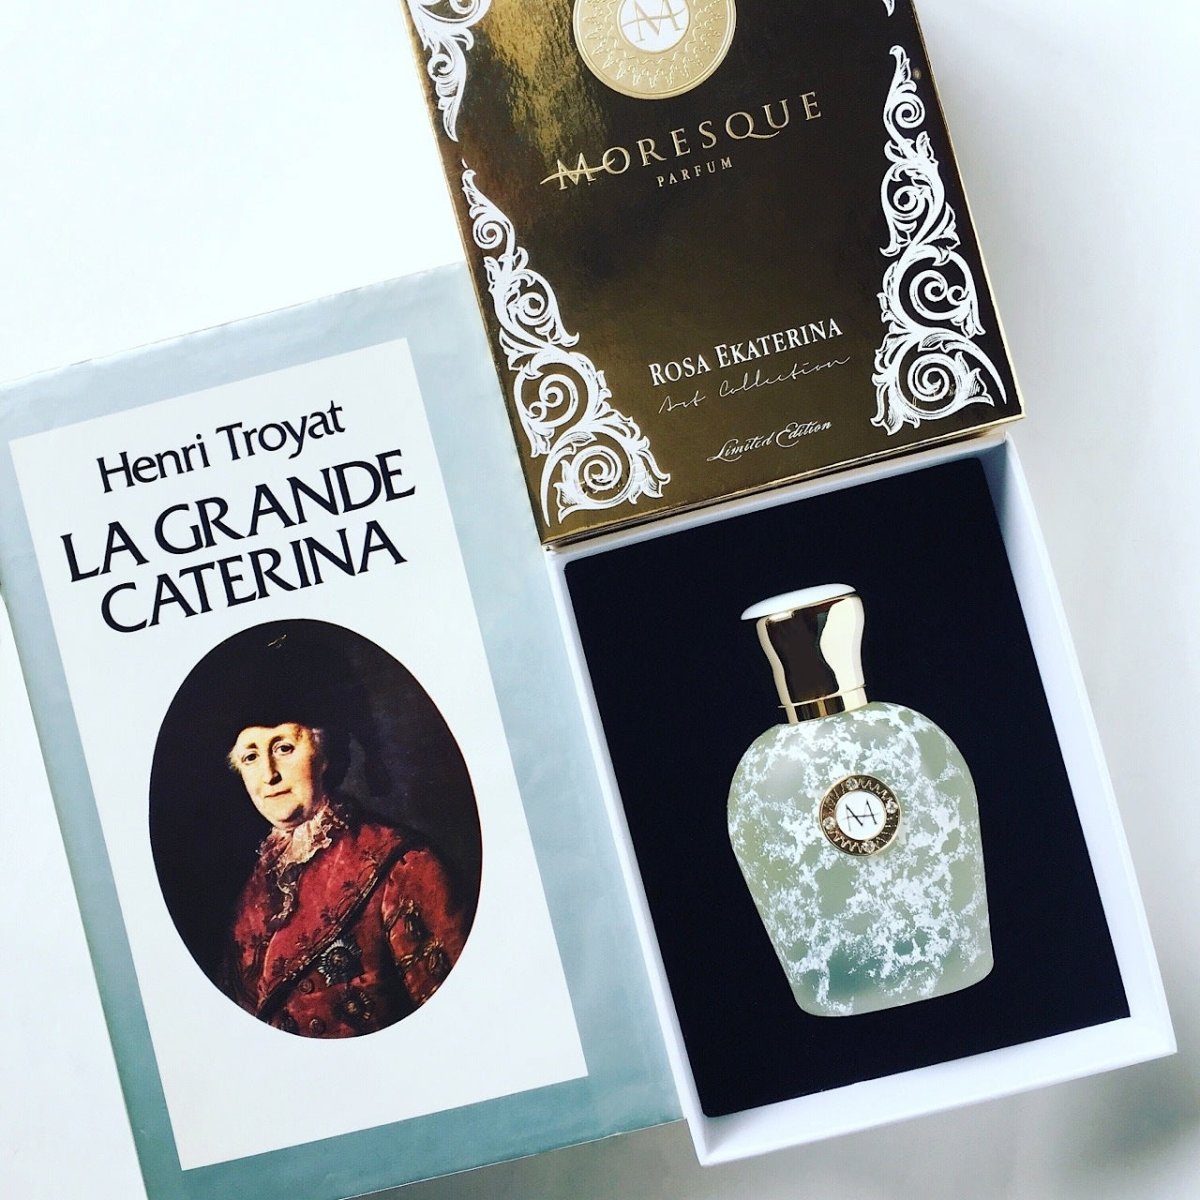 MORESQUE
PARFUM
ROSA EKATERINA
Art Collection
Limited Edition
Henri Troyat
LA GRANDE
CATERINA